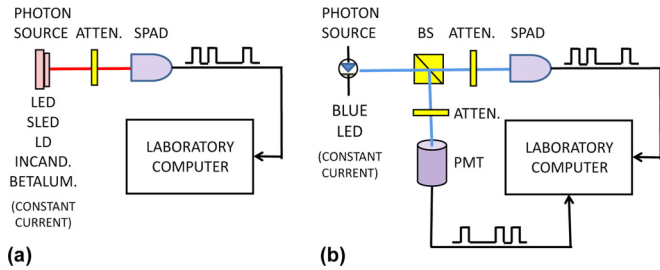 PHOTON
SOURCE
ATTEN.
SPAD
LED
SLED
LD
INCAND.
BETALUM.
(CONSTANT
CURRENT)
LABORATORY
COMPUTER
(a)
PHOTON
SOURCE
BS
ATTEN.
SPAD
BLUE
LED
(CONSTANT
CURRENT)
ATTEN.
PMT
LABORATORY
COMPUTER
(b)